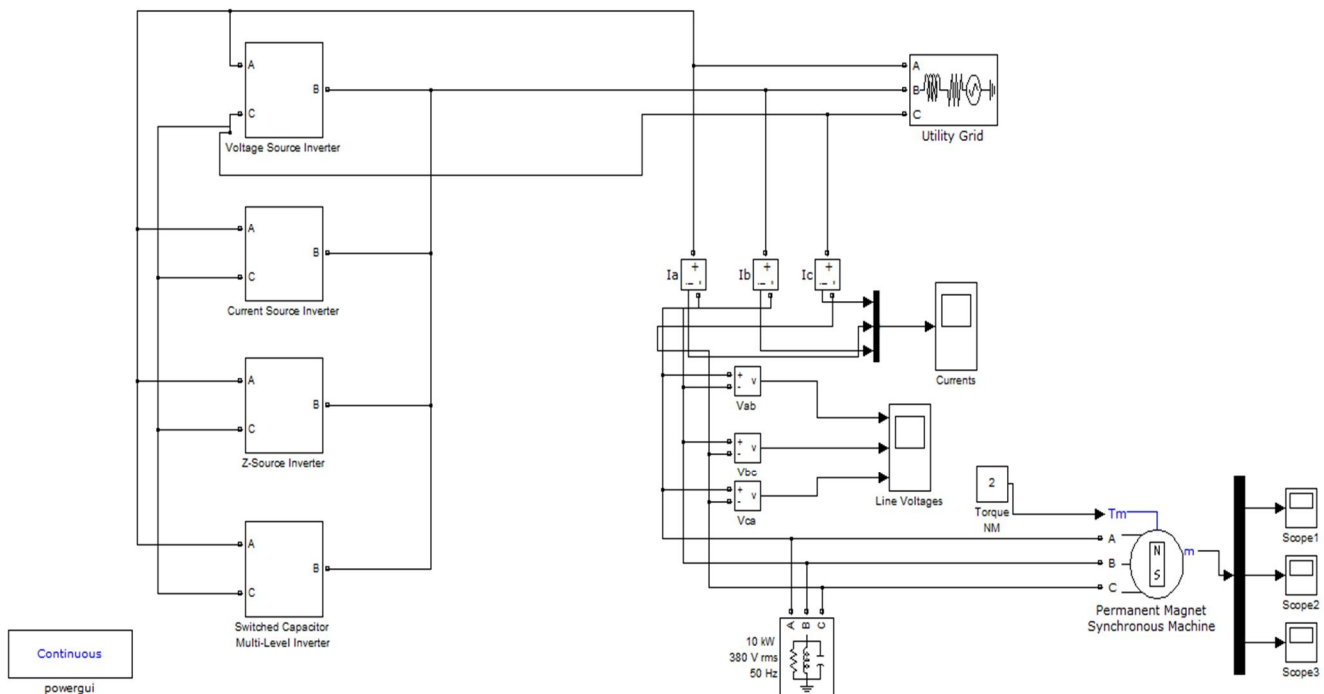 A
B
C
Voltage Source Inverter
A
B
C
Utility Grid
A
B
C
Current Source Inverter
Ia
+
-
i
Ib
+
-
i
Ic
+
-
i
Currents
A
B
C
Z-Source Inverter
+
-
v
Vab
+
-
v
Vbc
+
-
v
Vca
Line Voltages
2
Torque
NM
Tm
A
B
C
N
S
m
Permanent Magnet
Synchronous Machine
Scope1
Scope2
Scope3
A
B
C
Switched Capacitor
Multi-Level Inverter
A B C
10 kW
380 V rms
50 Hz
Continuous
powergui